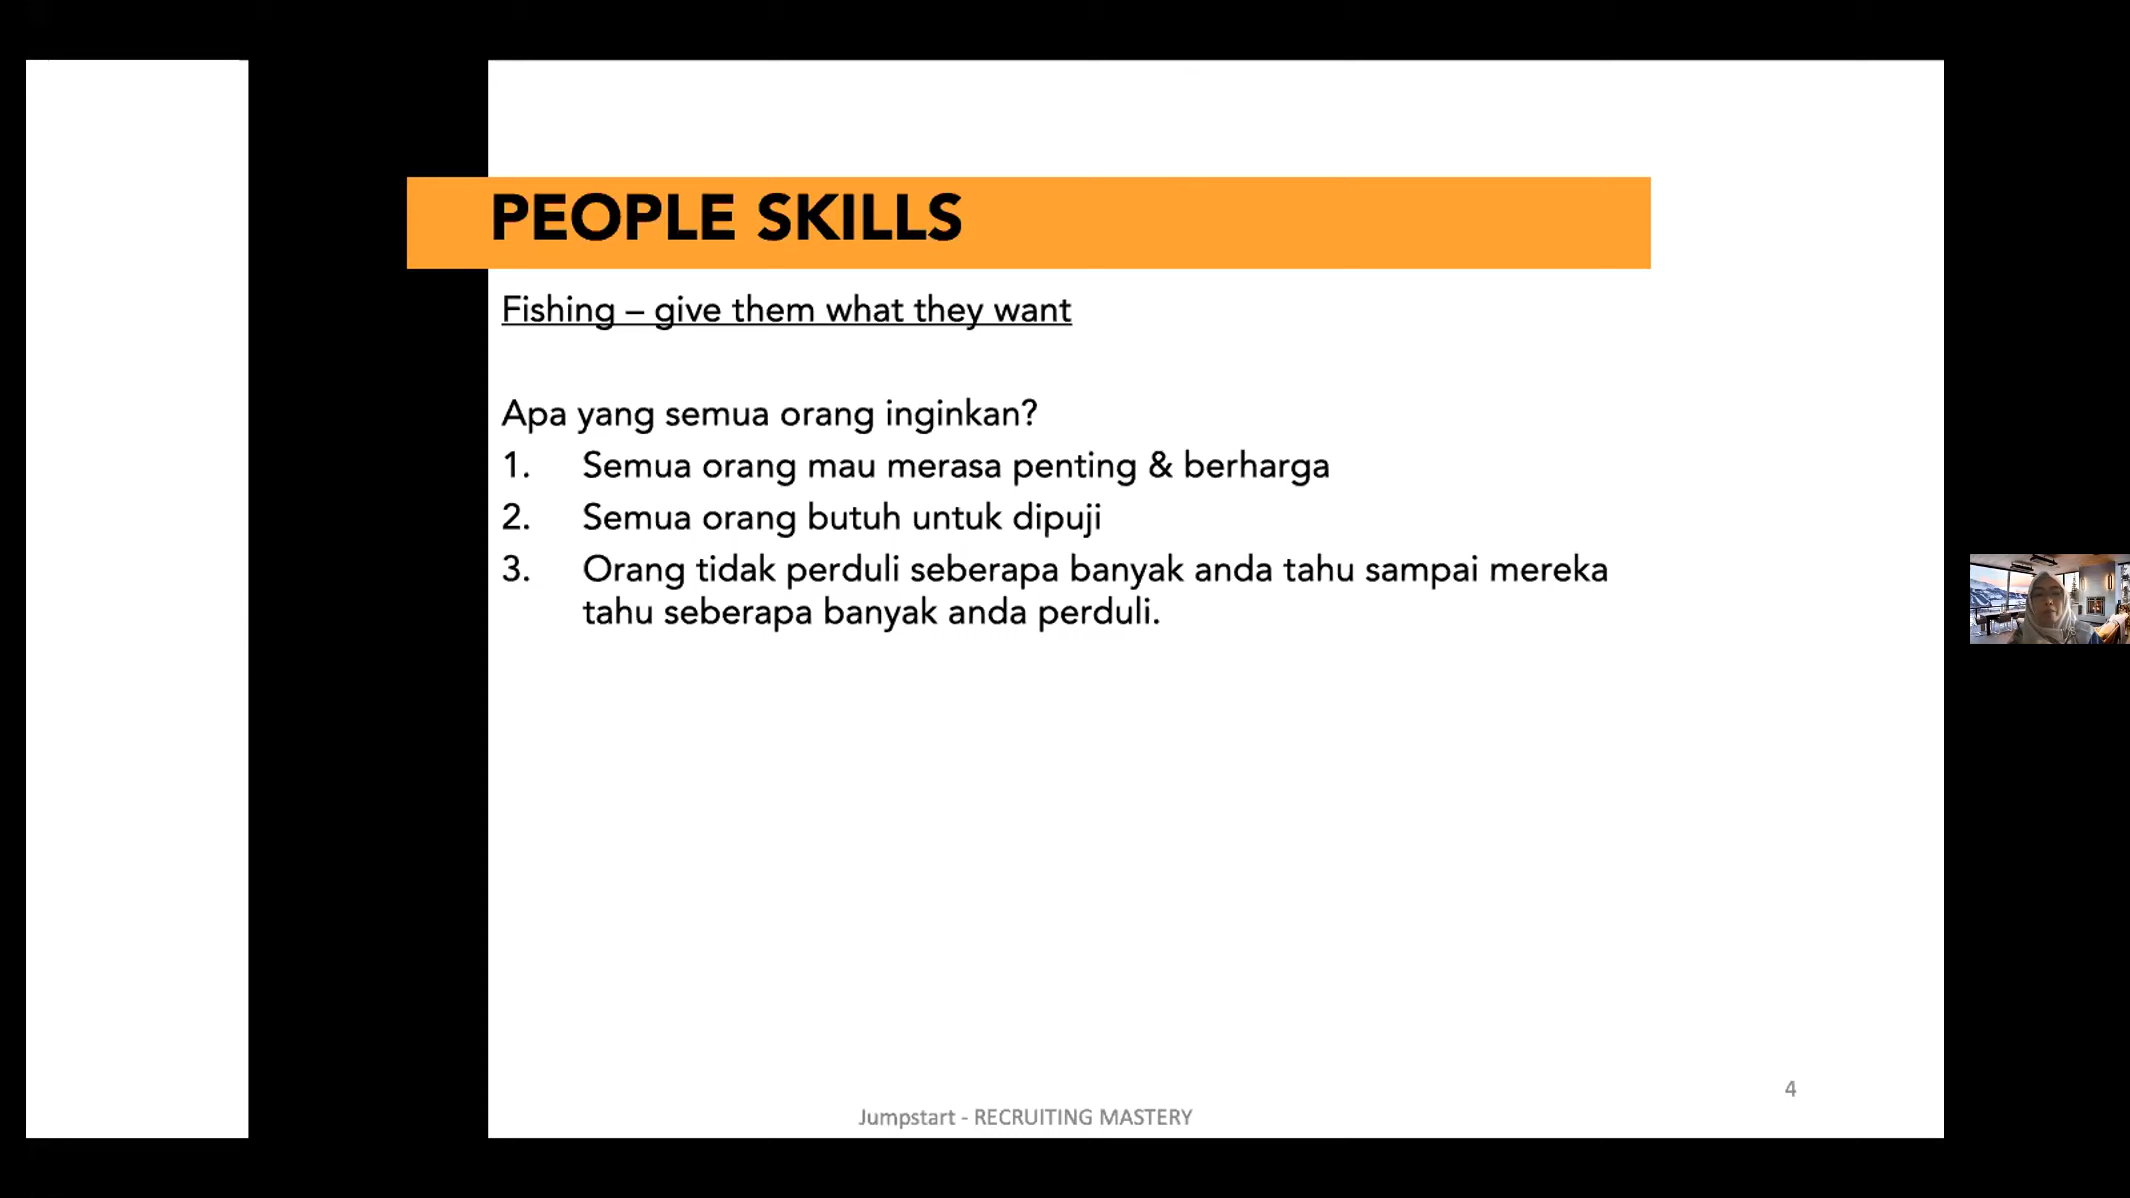 PEOPLE SKILLS
Fishing – give them what they want
Apa yang semua orang inginkan?
1. Semua orang mau merasa penting & berharga
2. Semua orang butuh untuk dipuji
3. Orang tidak perduli seberapa banyak anda tahu sampai mereka
tahu seberapa banyak anda perduli.
4
Jumpstart - RECRUITING MASTERY